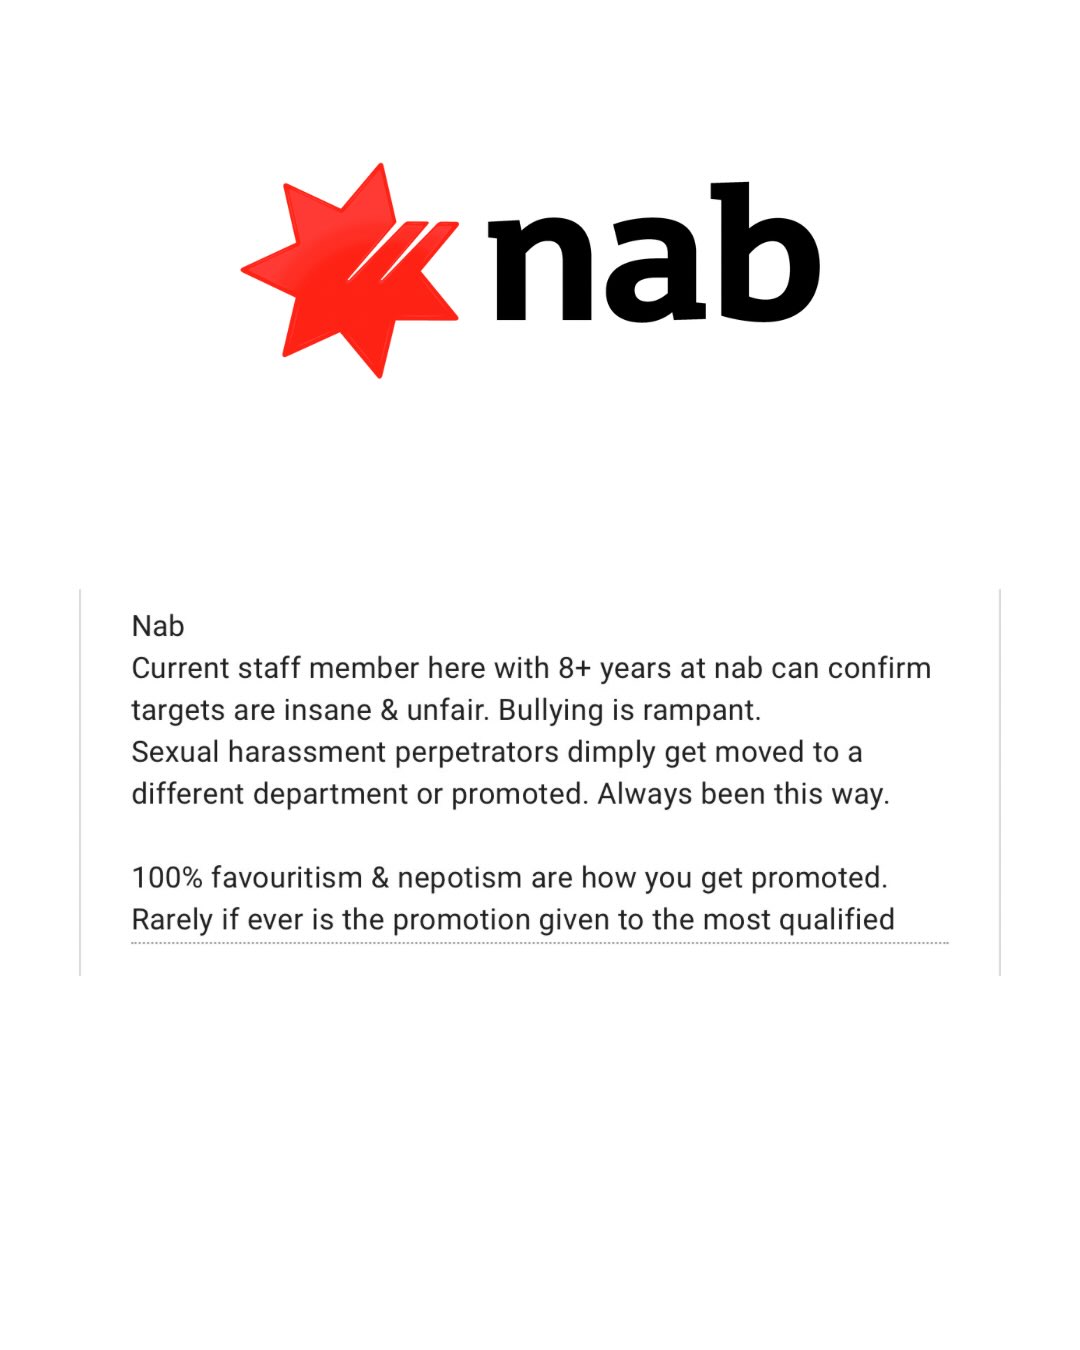 nab
Nab
Current staff member here with 8+ years at nab can confirm
targets are insane & unfair. Bullying is rampant.
Sexual harassment perpetrators dimply get moved to a
different department or promoted. Always been this way.
100% favouritism & nepotism are how you get promoted.
Rarely if ever is the promotion given to the most qualified